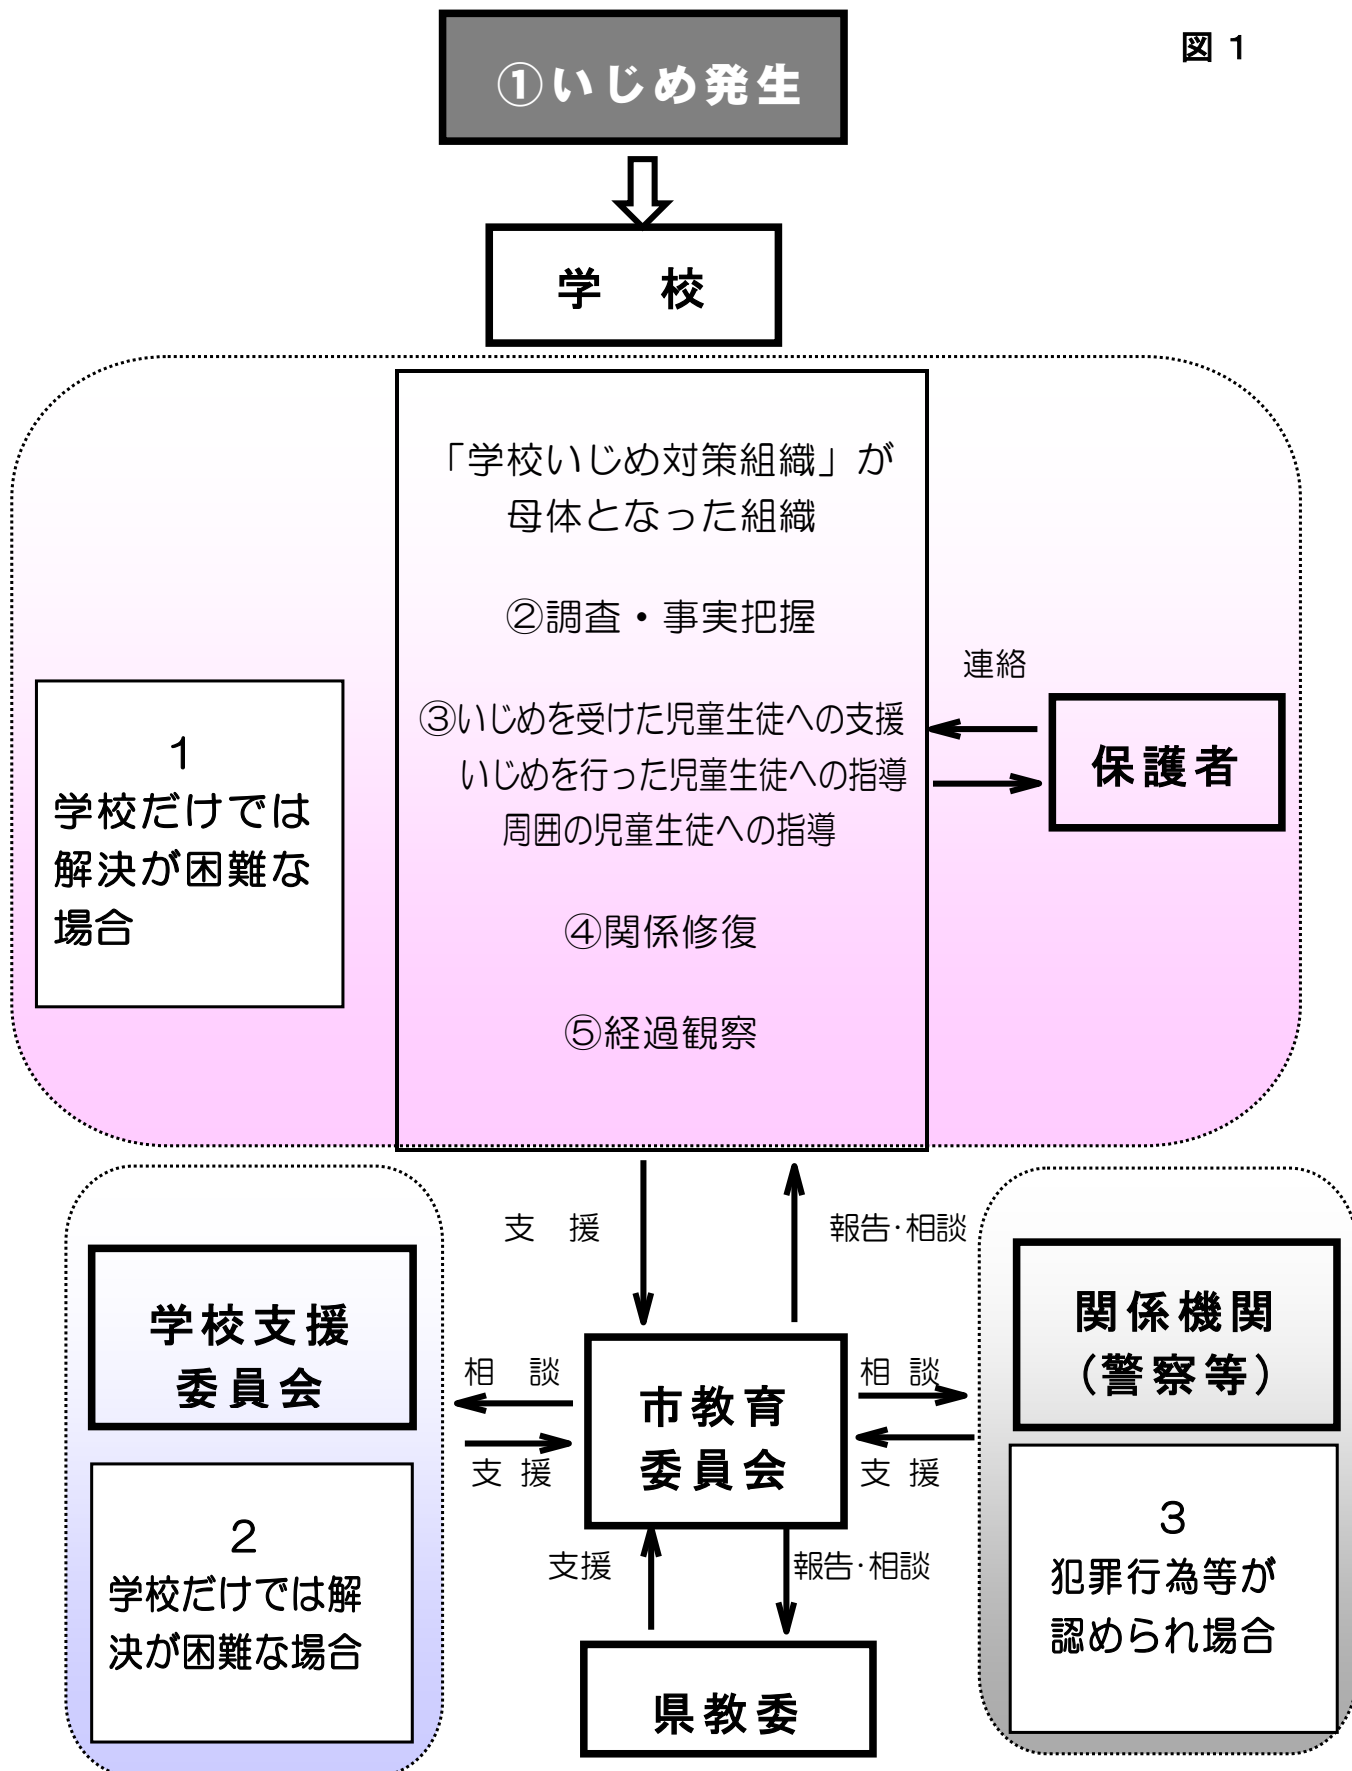 図 1
①いじめ発生
学 校
「学校いじめ対策組織」が
母体となった組織
②調査・事実把握
③いじめを受けた児童生徒への支援
いじめを行った児童生徒への指導
周囲の児童生徒への指導
④関係修復
⑤経過観察
連絡
保護者
1
学校だけでは
解決が困難な
場合
支 援
報告・相談
学校支援
委員会
相 談
支 援
市教育
委員会
相 談
支 援
関係機関
(警察等)
2
学校だけでは解
決が困難な場合
支援
報告・相談
3
犯罪行為等が
認められ場合
県教委